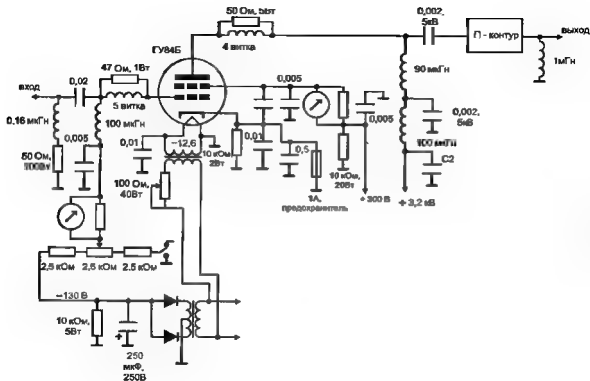 50 Ом, 5Вт
4 витка
0,002,
5кВ
П - контур
выход
1мГн
ГУ84Б
47 Ом, 1Вт
0,02
вход
5 витка
0,16 мкГн
100 мкГн
0,005
50 Ом,
100Вт
0,005
0,005
90 мкГн
0,002,
5кВ
100 мкГн
С2
+ 3,2 кВ
0,01
~12,6
10 кОм,
2Вт
0,01
0,5
10 кОм,
20Вт
+ 300 В
1А,
предохранитель
100 Ом,
40Вт
2,5 кОм
2,5 кОм
2,5 кОм
–130 В
10 кОм,
5Вт
+
250
мкФ,
250В